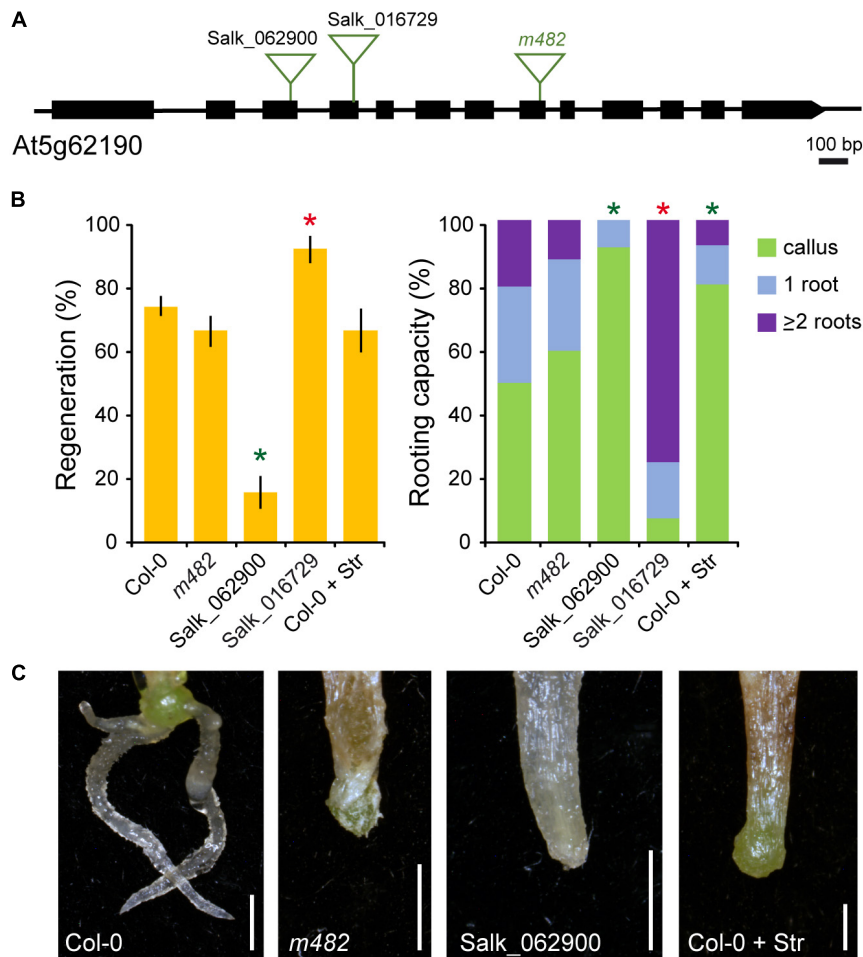 A
Salk_062900
Salk_016729
m482
At5g62190
100 bp
B
Regeneration (%)
100
80
60
40
20
0
*
*
Col-0
m482
Salk_062900
Salk_016729
Col-0 + Str
Rooting capacity (%)
100
80
60
40
20
0
*
*
*
Col-0
m482
Salk_062900
Salk_016729
Col-0 + Str
callus
1 root
≥2 roots
C
Col-0
m482
Salk_062900
Col-0 + Str